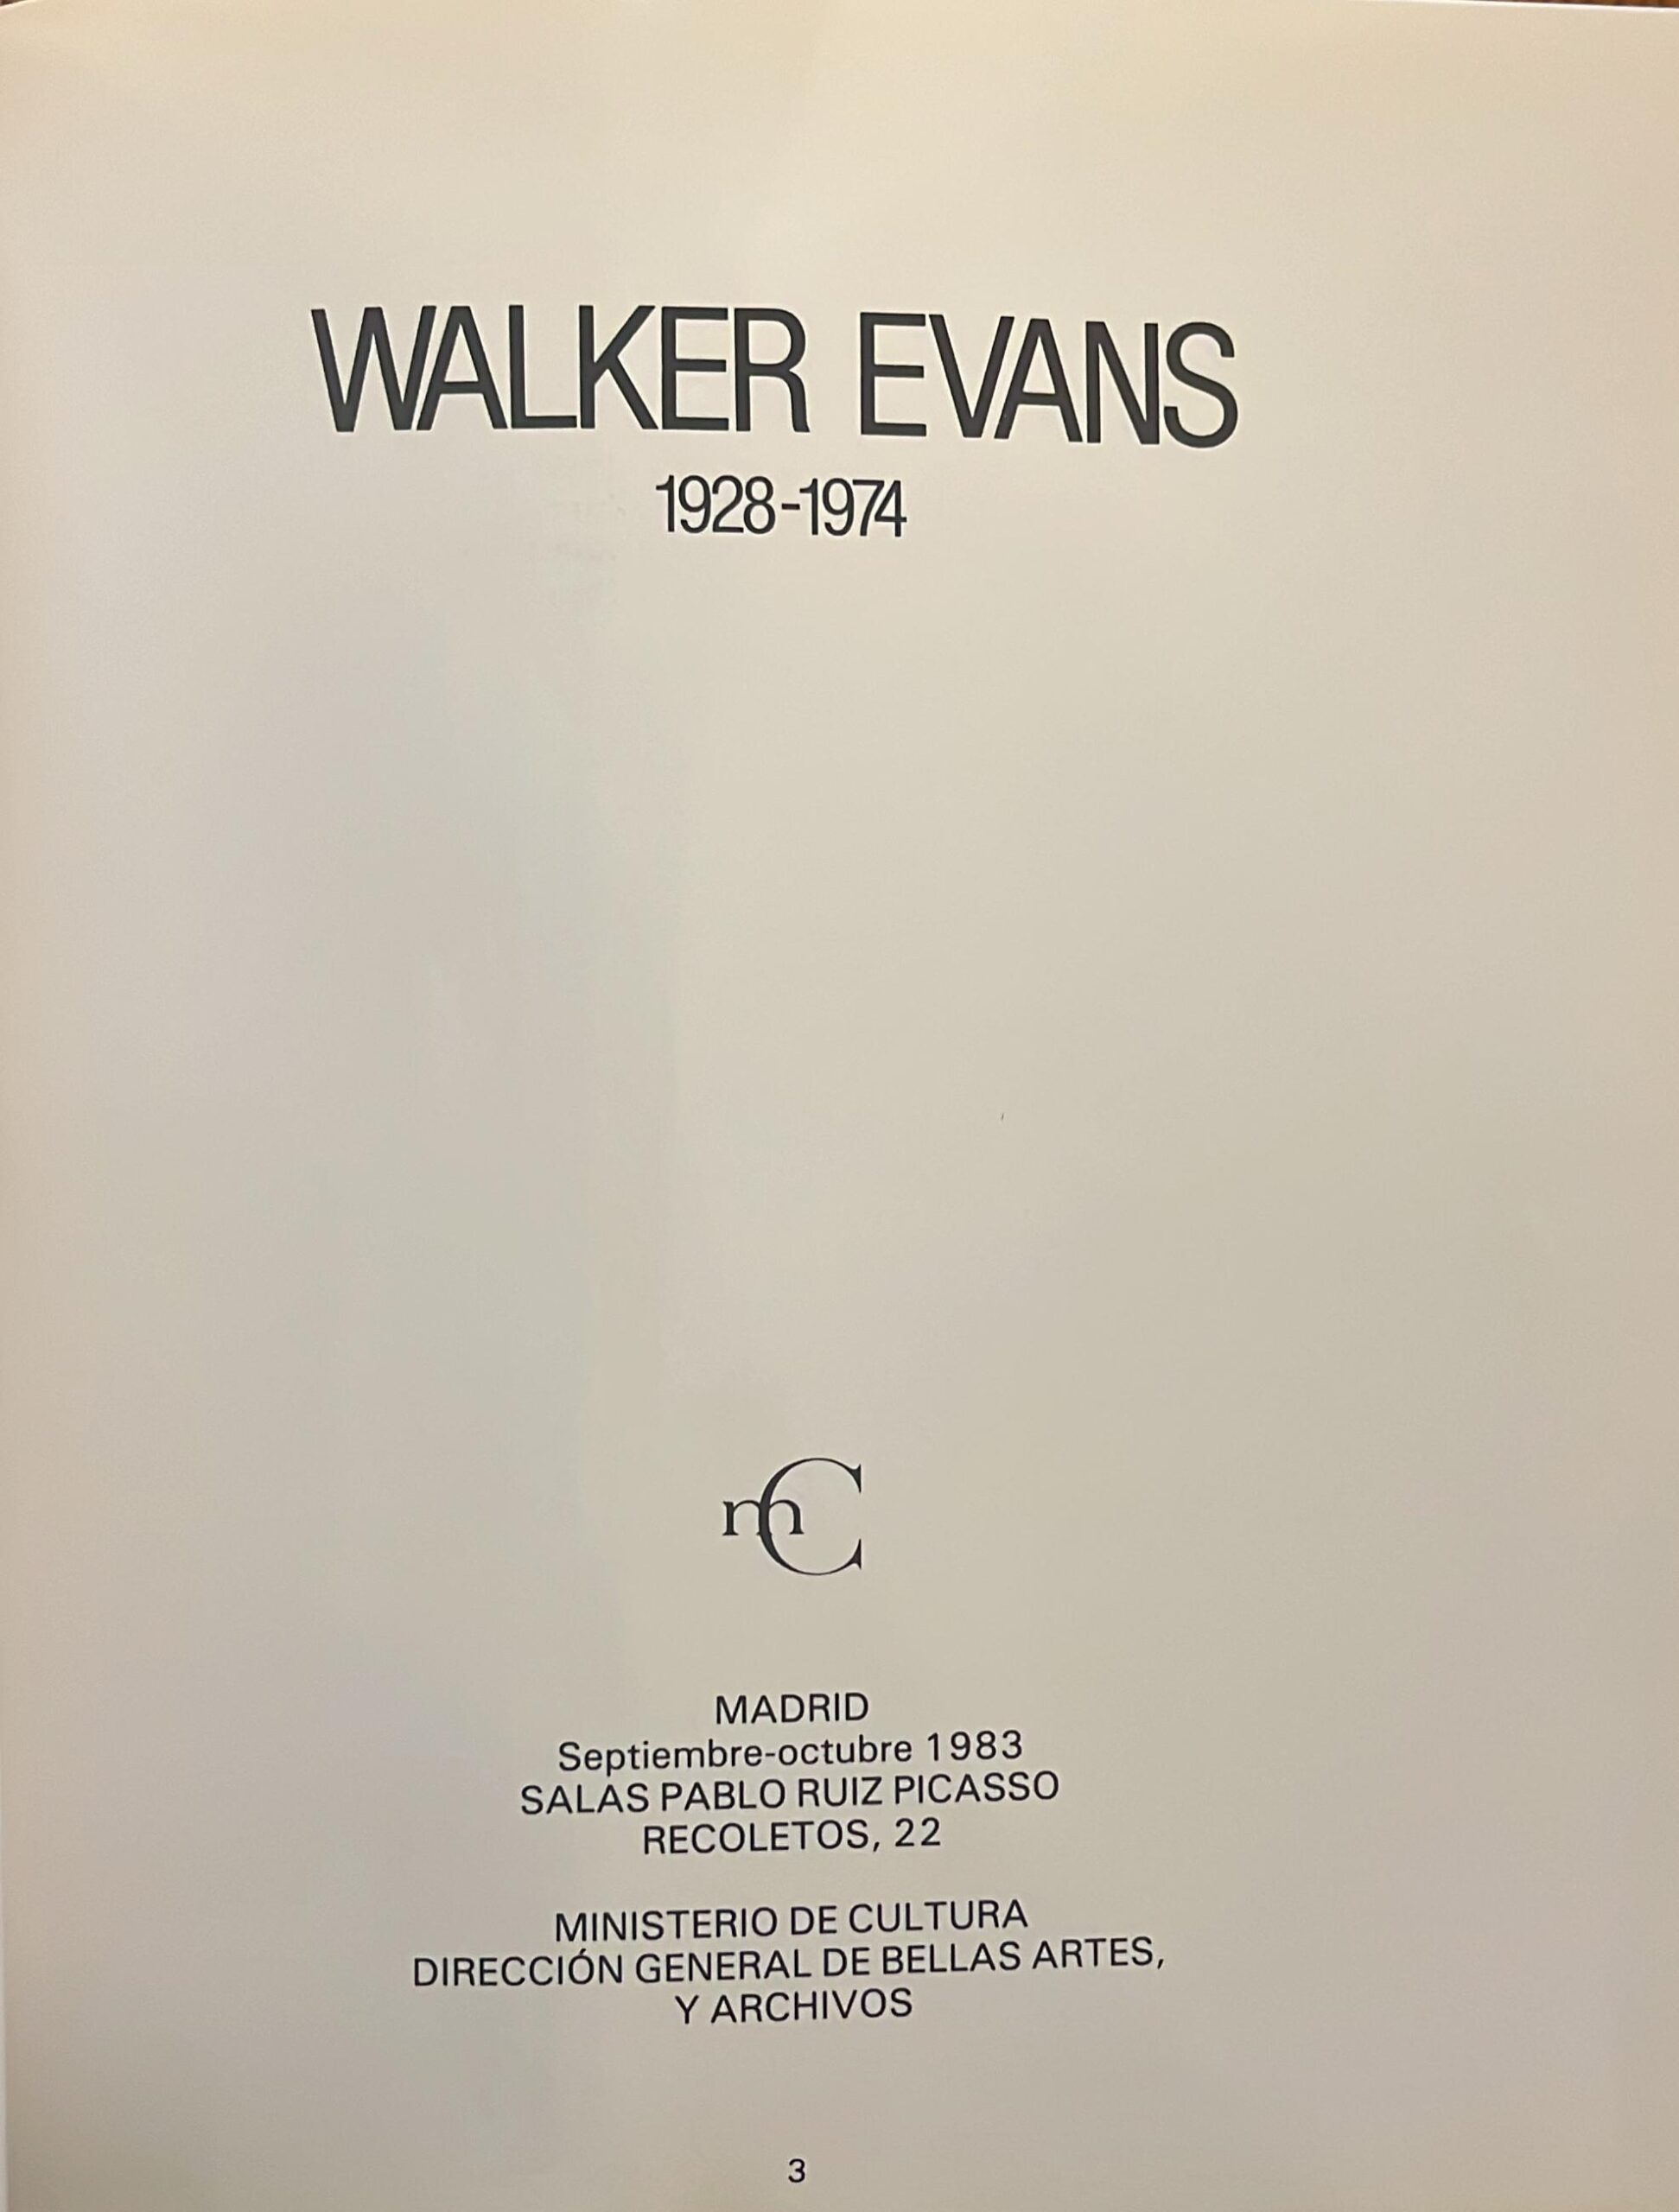 WALKER EVANS
1928-1974
mC
MADRID
Septiembre-octubre 1983
SALAS PABLO RUIZ PICASSO
RECOLETOS, 22
MINISTERIO DE CULTURA
DIRECCIÓN GENERAL DE BELLAS ARTES,
Y ARCHIVOS
3